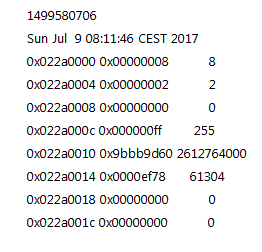 1499580706
Sun Jul  9 08:11:46 CEST 2017
0x022a0000 0x00000008 8
0x022a0004 0x00000002 2
0x022a0008 0x00000000 0
0x022a000c 0x000000ff 255
0x022a0010 0x9bbb9d60 2612764000
0x022a0014 0x0000ef78 61304
0x022a0018 0x00000000 0
0x022a001c 0x00000000 0